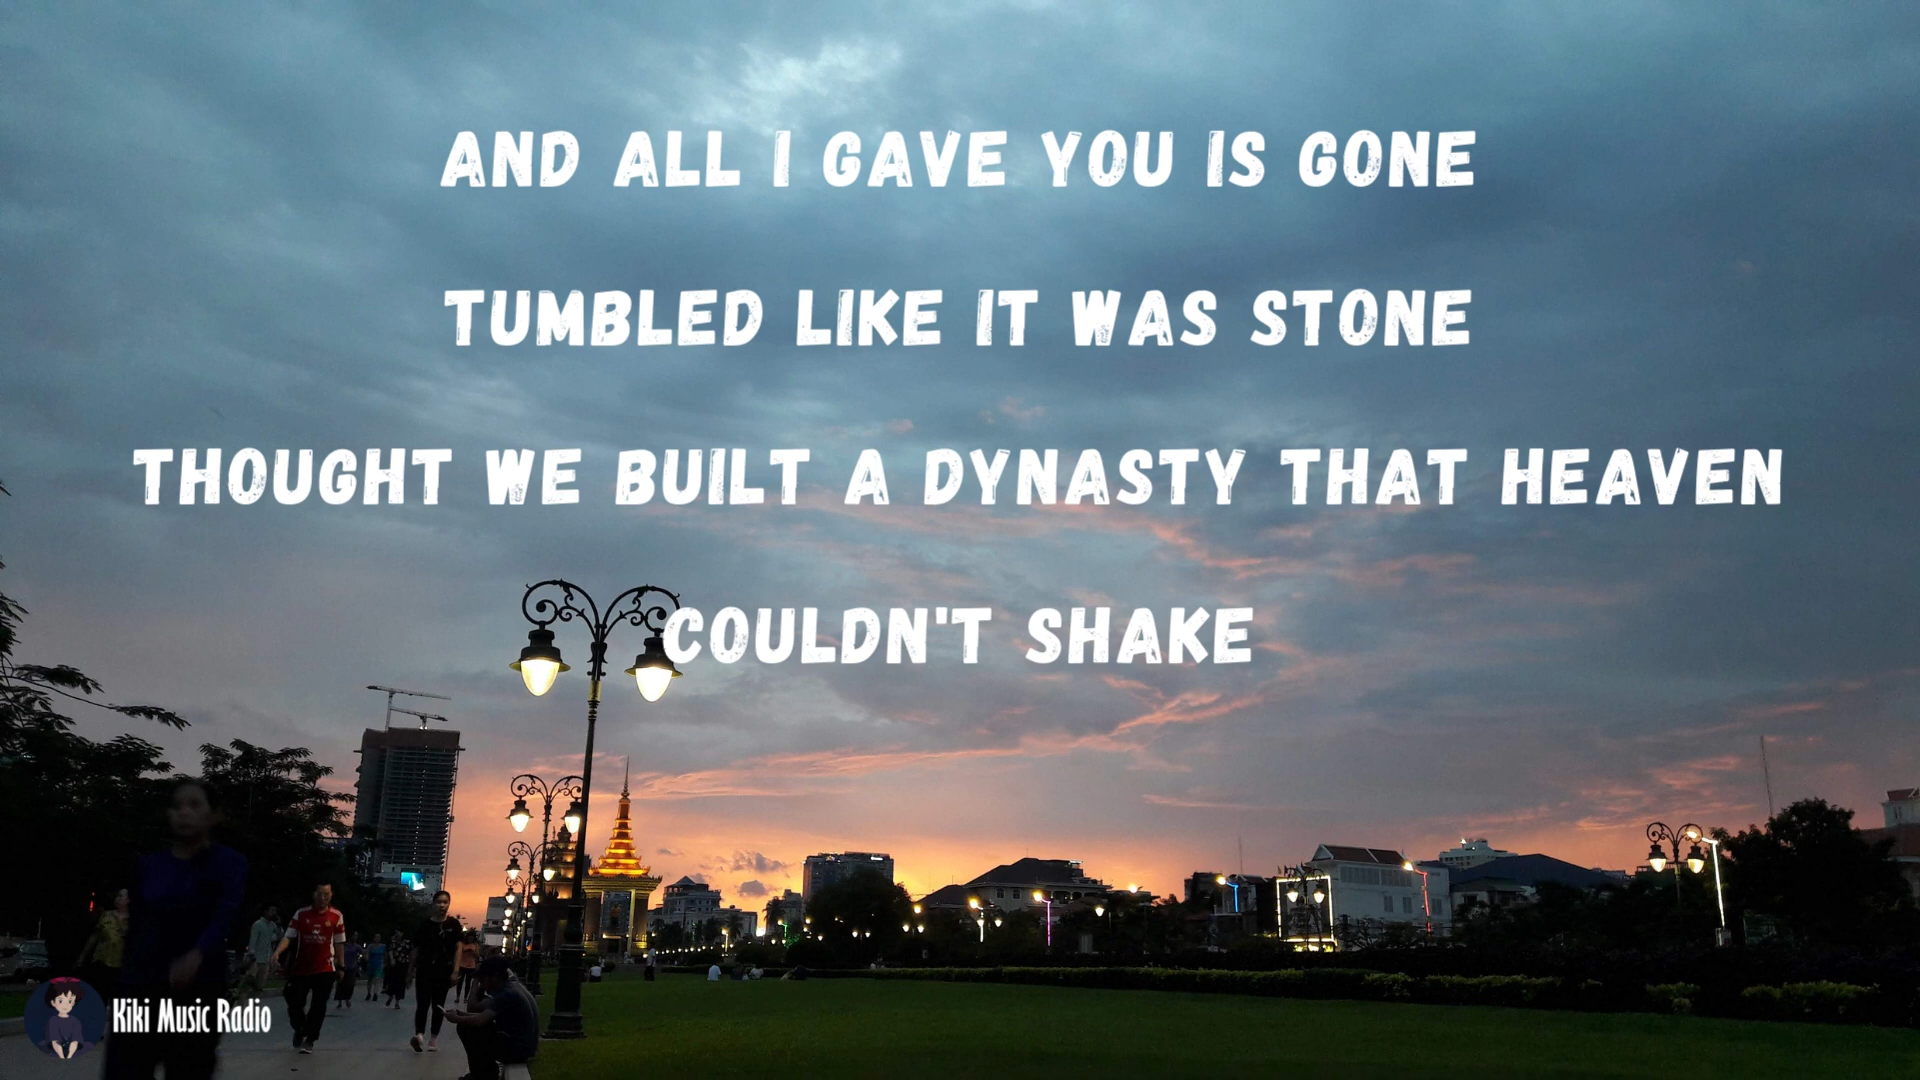 AND ALL I GAVE YOU IS GONE
TUMBLED LIKE IT WAS STONE
THOUGHT WE BUILT A DYNASTY THAT HEAVEN
COULDN'T SHAKE
Kiki Music Radio